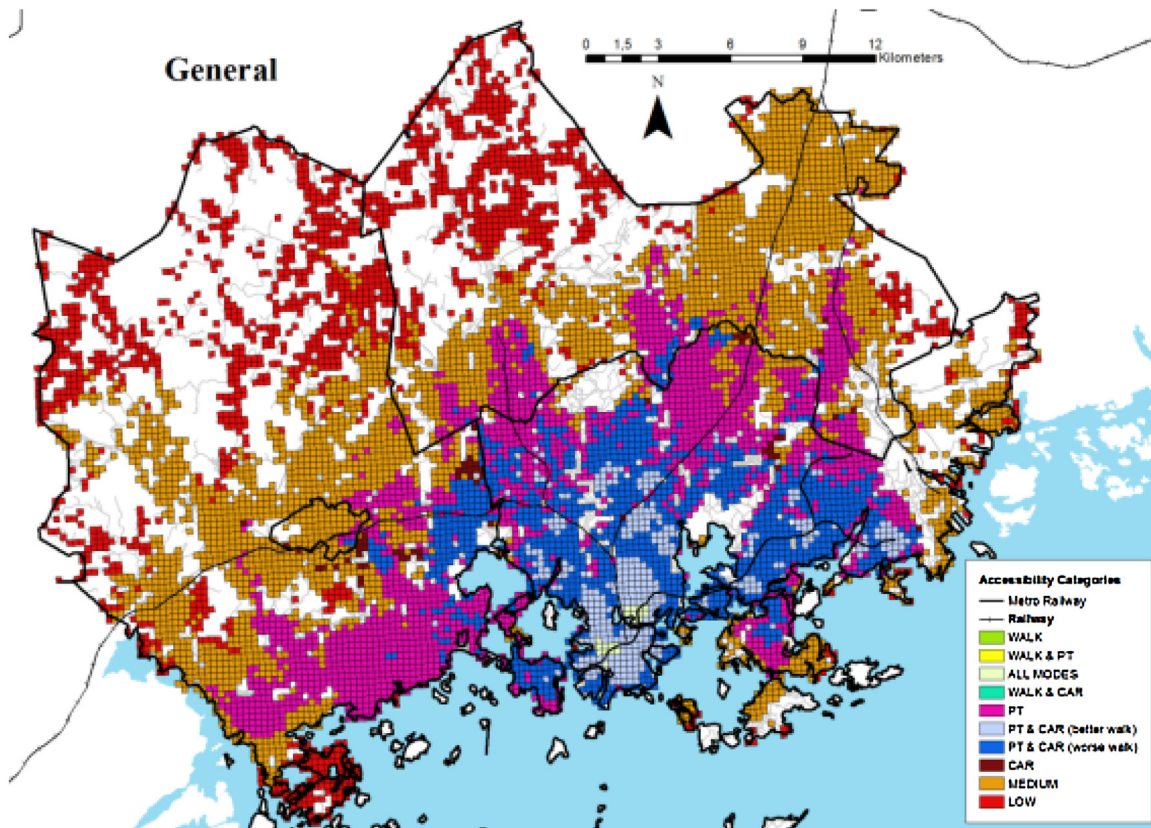 General
0 1,5 3 6 9 12
Kilometers
N
Accessibility Categories
Metro Railway
Railway
WALK
WALK & PT
ALL MODES
WALK & CAR
PT
PT & CAR (better walk)
PT & CAR (worse walk)
CAR
MEDIUM
LOW